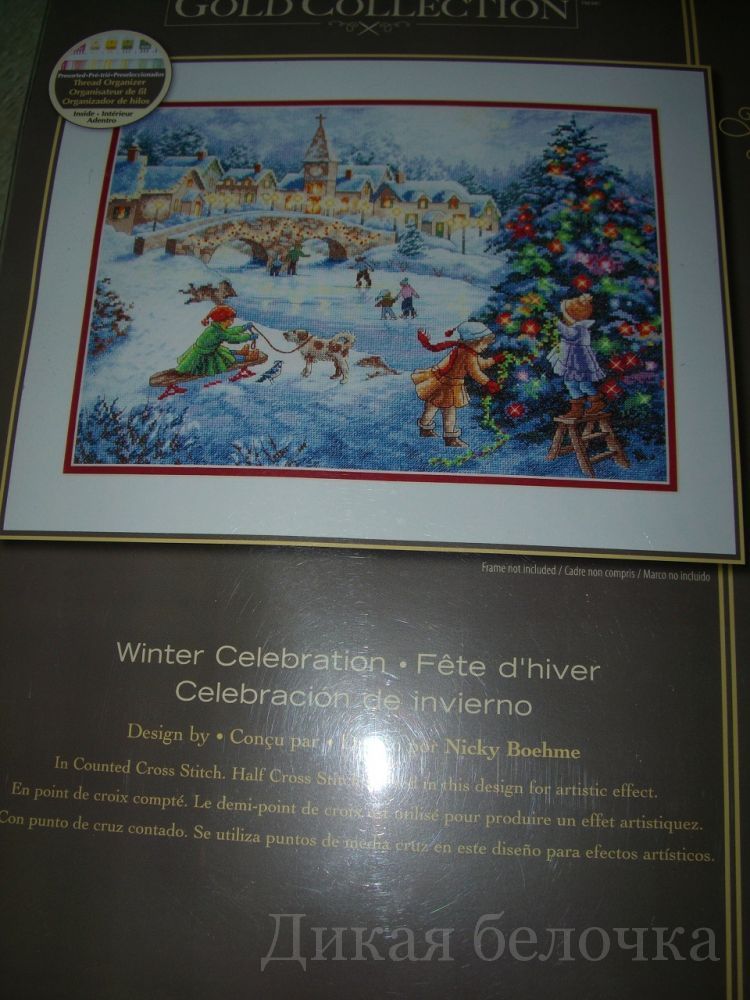 GOLD COLLECTION
Presorted • Pré-trié • Preseleccionados
Thread Organizer
Organisateur de fil
Organizador de hilos
Inside - Intérieur
Adentro
Frame not included / Cadre non compris / Marco no incluido
Winter Celebration • Fête d'hiver
Celebración de invierno
Design by • Conçu par • por Nicky Boehme
In Counted Cross Stitch. Half Cross Stitch in this design for artistic effect.
En point de croix compté. Le demi-point de croix est utilisé pour produire un effet artistiquez.
Con punto de cruz contado. Se utiliza puntos de media cruz en este diseño para efectos artísticos.
Дикая белочка